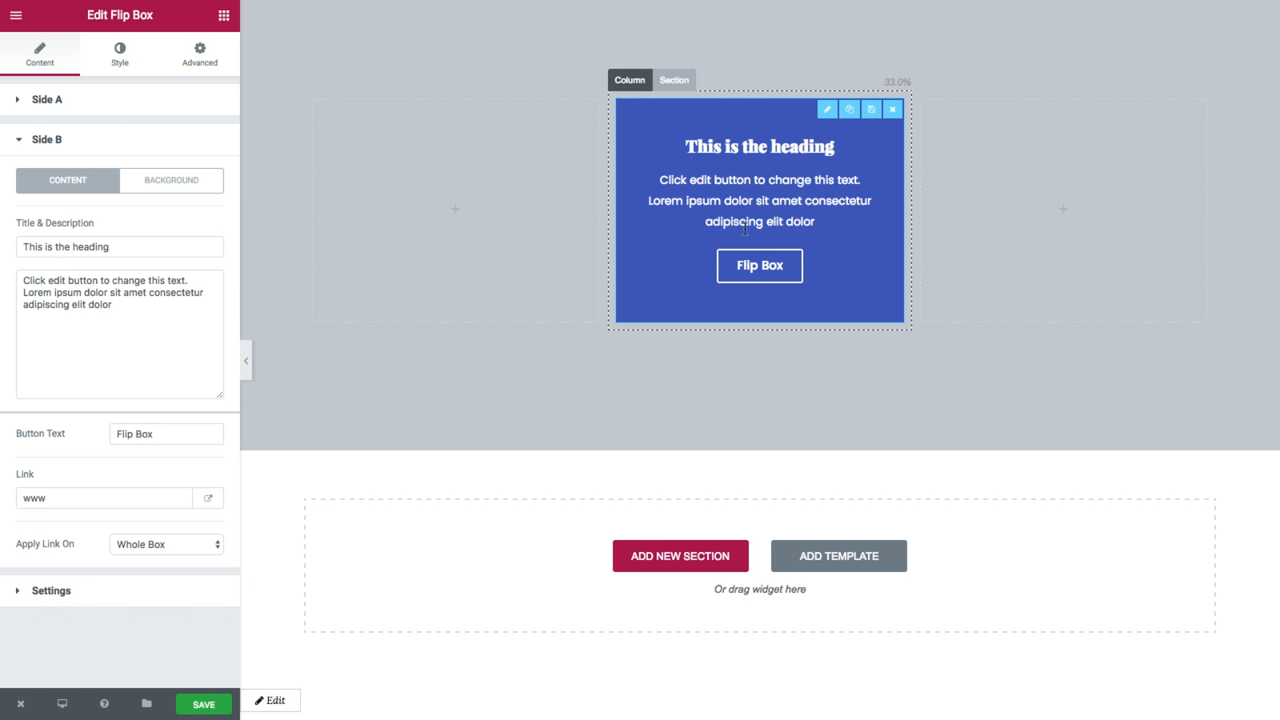 Edit Flip Box
Content
Style
Advanced
Side A
Side B
CONTENT
BACKGROUND
Title & Description
This is the heading
Click edit button to change this text.
Lorem ipsum dolor sit amet consectetur
adipiscing elit dolor
Button Text
Flip Box
Link
www
Apply Link On
Whole Box
Settings
SAVE
Column
Section
33.0%
This is the heading
Click edit button to change this text.
Lorem ipsum dolor sit amet consectetur
adipiscing elit dolor
Flip Box
ADD NEW SECTION
ADD TEMPLATE
Or drag widget here
Edit